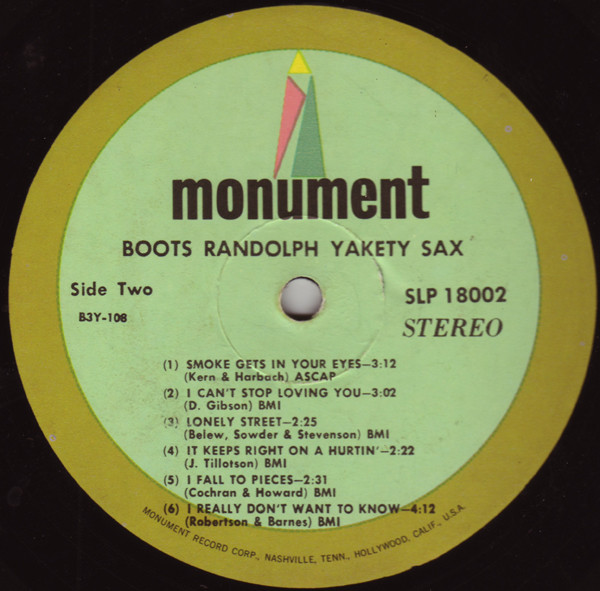 monument
BOOTS RANDOLPH YAKETY SAX
Side Two
SLP 18002
B3Y-108
STEREO
(1) SMOKE GETS IN YOUR EYES—3:12
(Kern & Harbach) ASCAP
(2) I CAN'T STOP LOVING YOU—3:02
(D. Gibson) BMI
(3) LONELY STREET—2:25
(Belew, Sowder & Stevenson) BMI
(4) IT KEEPS RIGHT ON A HURTIN'—2:22
(J. Tillotson) BMI
(5) I FALL TO PIECES—2:31
(Cochran & Howard) BMI
(6) I REALLY DON'T WANT TO KNOW—4:12
(Robertson & Barnes) BMI
MONUMENT RECORD CORP., NASHVILLE, TENN., HOLLYWOOD, CALIF., U.S.A.